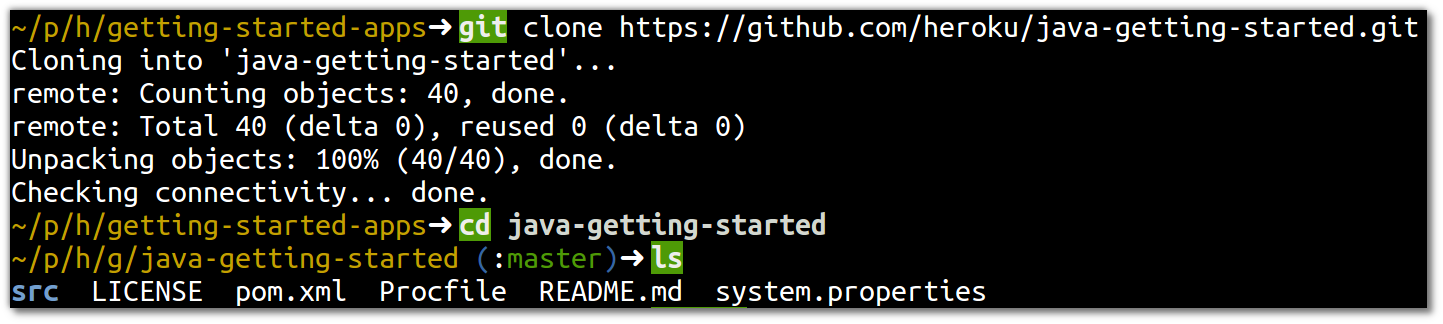 ~/p/h/getting-started-apps➜git clone https://github.com/heroku/java-getting-started.git
Cloning into 'java-getting-started'...
remote: Counting objects: 40, done.
remote: Total 40 (delta 0), reused 0 (delta 0)
Unpacking objects: 100% (40/40), done.
Checking connectivity... done.
~/p/h/getting-started-apps➜cd java-getting-started
~/p/h/g/java-getting-started (:master)➜ls
src  LICENSE  pom.xml  Procfile  README.md  system.properties